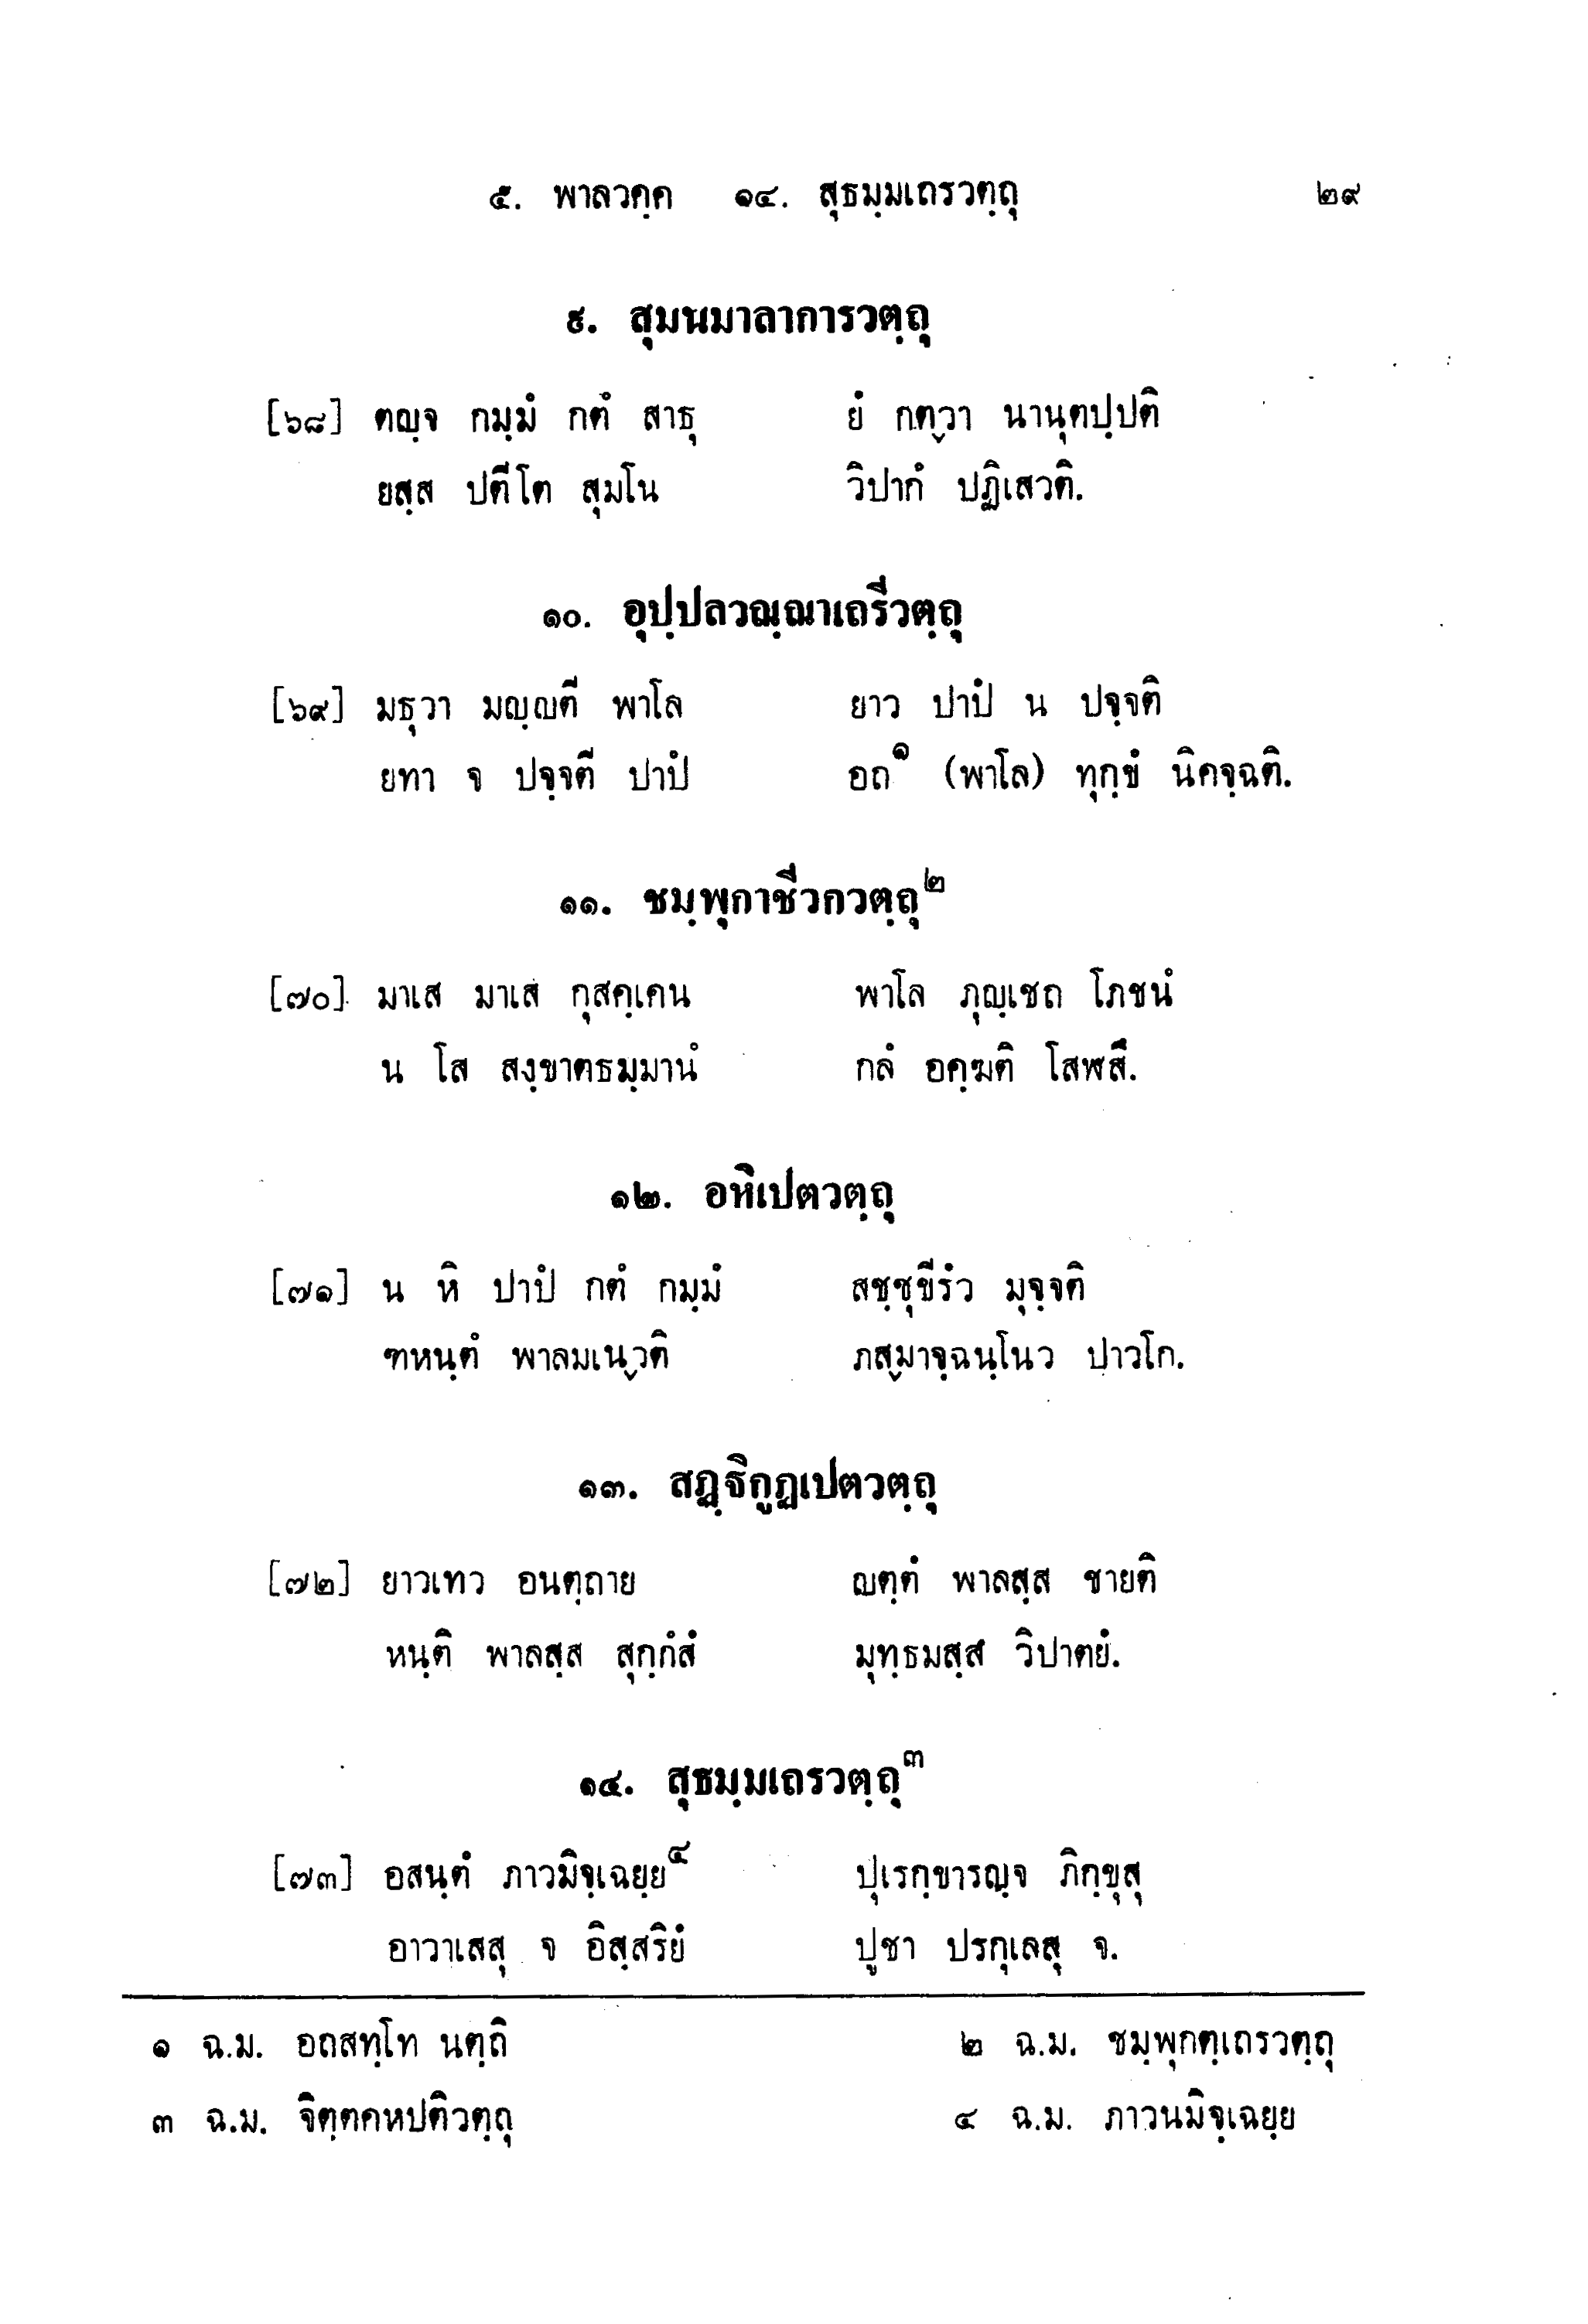 ๕. พาลวคฺค ๑๔. สุธมฺมเถรวตฺถุ ๒๙
๙. สุมนมาลาการวตฺถุ
[๖๘] ตญฺจ กมฺมํ กตํ สาธุ ยํ กตฺวา นานุตปฺปติ
ยสฺส ปตีโต สุมโน วิปากํ ปฏิเสวติ.
๑๐. อุปฺปลวณฺณาเถรีวตฺถุ
[๖๙] มธุวา มญฺญตี พาโล ยาว ปาปํ น ปจฺจติ
ยทา จ ปจฺจตี ปาปํ อถ๑ (พาโล) ทุกฺขํ นิคจฺฉติ.
๑๑. ชมฺพุกาชีวกวตฺถุ๒
[๗๐] มาเส มาเส กุสคฺเคน พาโล ภุญฺเชถ โภชนํ
น โส สงฺขาตธมฺมานํ กลํ อคฺฆติ โสฬสึ.
๑๒. อหิเปตวตฺถุ
[๗๑] น หิ ปาปํ กตํ กมฺมํ สชฺชุขีรํว มุจฺจติ
ฑหนฺตํ พาลมเนฺวติ ภสฺมาจฺฉนฺโนว ปาวโก.
๑๓. สฏฺฐิกูฏเปตวตฺถุ
[๗๒] ยาวเทว อนตฺถาย ญตฺตํ พาลสฺส ชายติ
หนฺติ พาลสฺส สุกฺกํสํ มุทฺธมสฺส วิปาตยํ.
๑๔. สุธมฺมเถรวตฺถุ๓
[๗๓] อสนฺตํ ภาวมิจฺเฉยฺย๔ ปุเรกฺขารญฺจ ภิกฺขุสุ
อาวาเสสุ จ อิสฺสริยํ ปูชา ปรกุเลสุ จ.
๑ ฉ.ม. อถสทฺโท นตฺถิ ๒ ฉ.ม. ชมฺพุกตฺเถรวตฺถุ
๓ ฉ.ม. จิตฺตคหปติวตฺถุ ๔ ฉ.ม. ภาวนมิจฺเฉยฺย